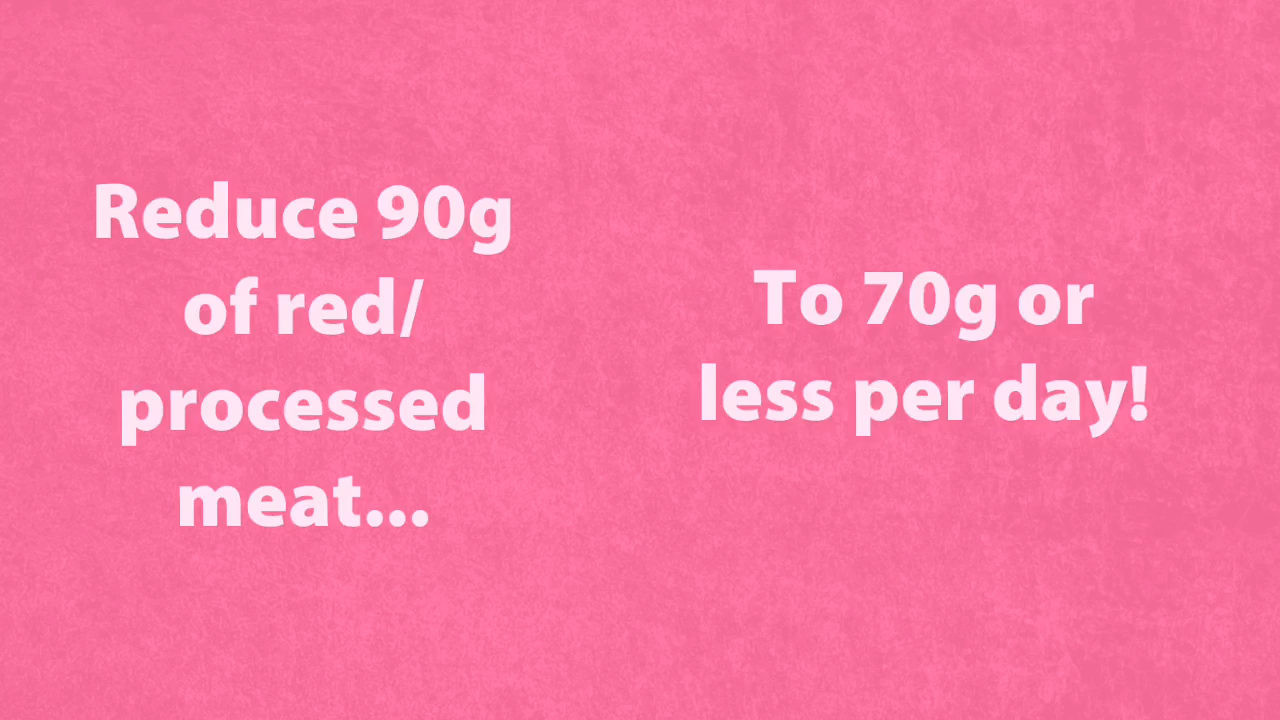 Reduce 90g
of red/
processed
meat...
To 70g or
less per day!